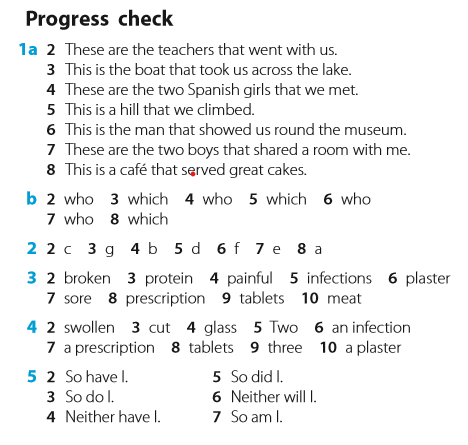 Progress check
1a 2 These are the teachers that went with us.
3 This is the boat that took us across the lake.
4 These are the two Spanish girls that we met.
5 This is a hill that we climbed.
6 This is the man that showed us round the museum.
7 These are the two boys that shared a room with me.
8 This is a café that served great cakes.
b 2 who 3 which 4 who 5 which 6 who
7 who 8 which
2 2 c 3 g 4 b 5 d 6 f 7 e 8 a
3 2 broken 3 protein 4 painful 5 infections 6 plaster
7 sore 8 prescription 9 tablets 10 meat
4 2 swollen 3 cut 4 glass 5 Two 6 an infection
7 a prescription 8 tablets 9 three 10 a plaster
5 2 So have I. 5 So did I.
3 So do I. 6 Neither will I.
4 Neither have I. 7 So am I.